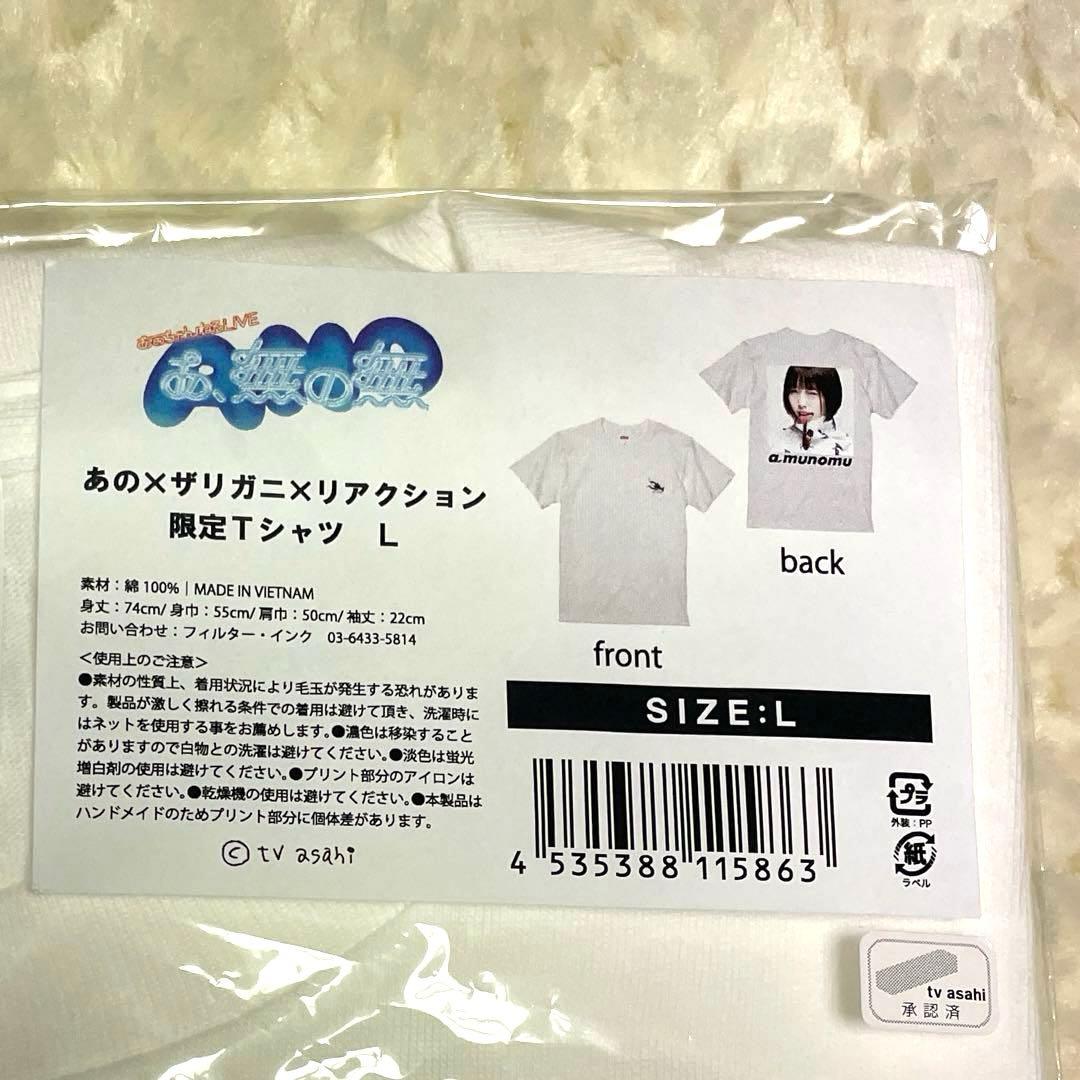 あのちゃんねるLIVE
あ、無の無
あの×ザリガニ×リアクション
限定Tシャツ L
素材：綿 100%｜MADE IN VIETNAM
身丈：74cm/ 身巾：55cm/ 肩巾：50cm/ 袖丈：22cm
お問い合わせ：フィルター・インク 03-6433-5814
＜使用上のご注意＞
●素材の性質上、着用状況により毛玉が発生する恐れがありま
す。製品が激しく擦れる条件での着用は避けて頂き、洗濯時に
はネットを使用する事をお薦めします。●濃色は移染すること
がありますので白物との洗濯は避けてください。●淡色は蛍光
増白剤の使用は避けてください。●プリント部分のアイロンは
避けてください。●乾燥機の使用は避けてください。●本製品は
ハンドメイドのためプリント部分に個体差があります。
© tv asahi
a.munomu
back
front
SIZE:L
4 535388 115863
プラ
外装：PP
紙
ラベル
tv asahi
承認済